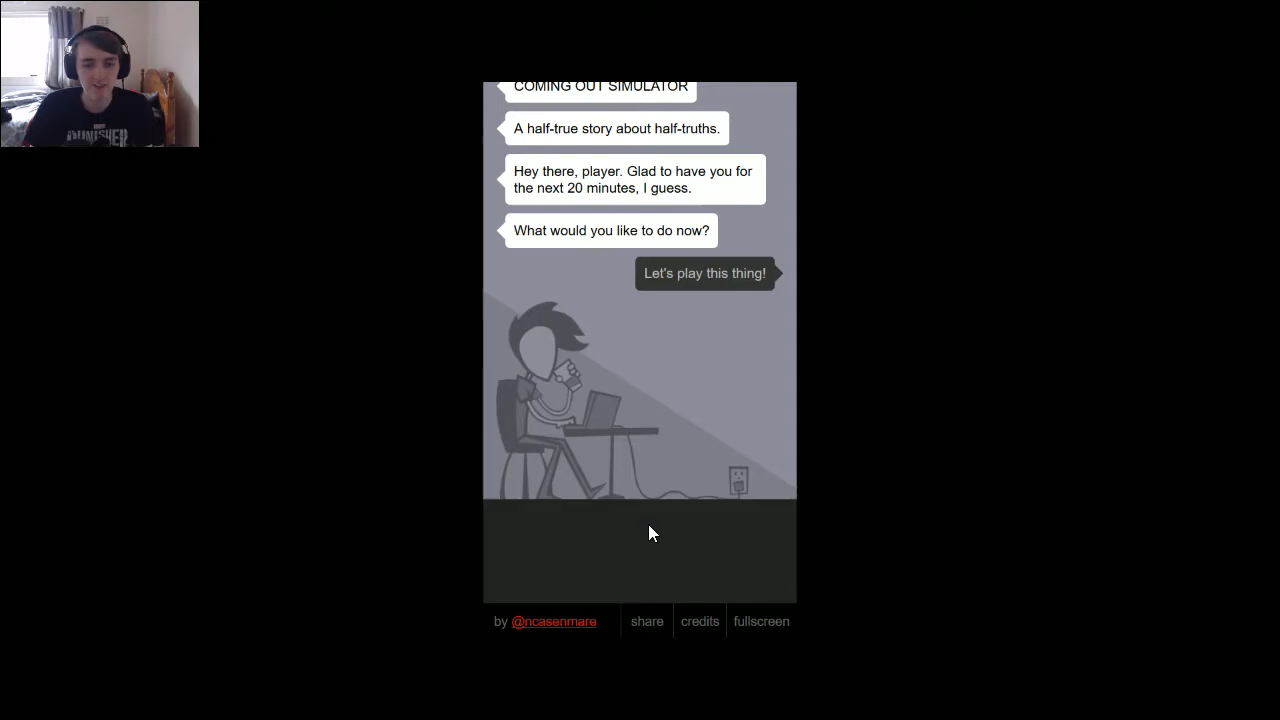 COMING OUT SIMULATOR
A half-true story about half-truths.
Hey there, player. Glad to have you for
the next 20 minutes, I guess.
What would you like to do now?
Let's play this thing!
by @ncasenmare
share
credits
fullscreen
MARVEL
PUNISHER